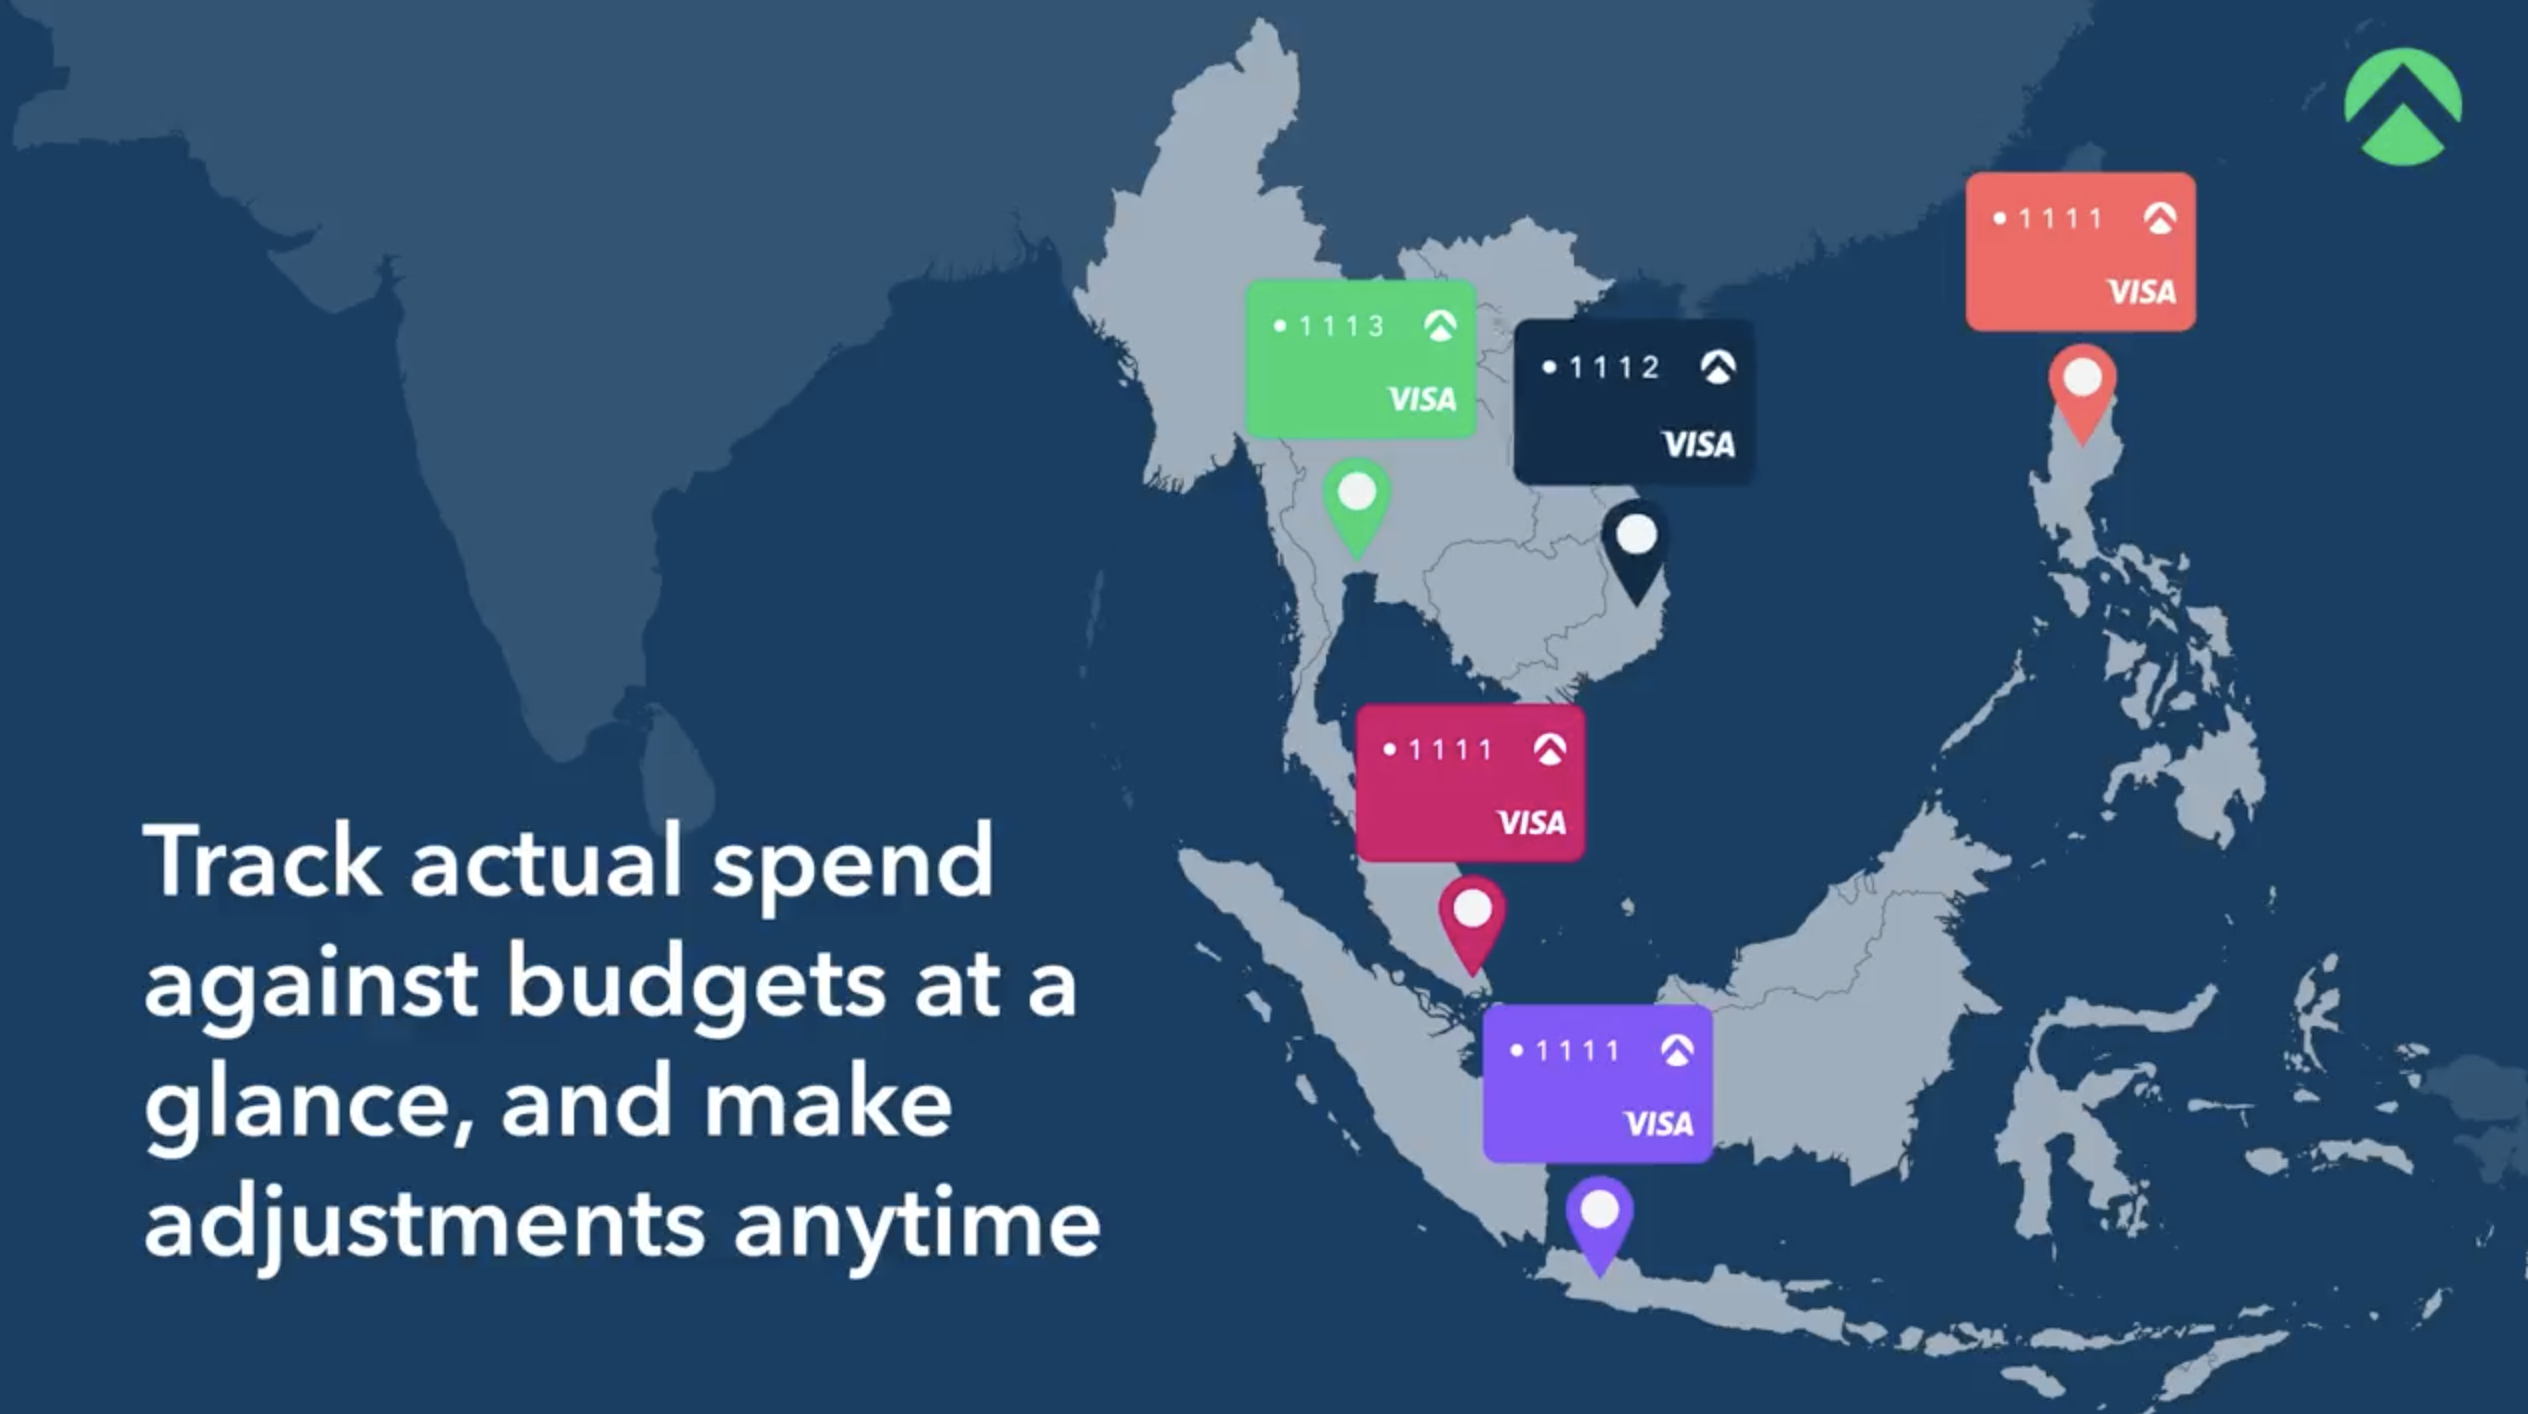 • 1111
VISA
• 1113
VISA
• 1112
VISA
• 1111
VISA
Track actual spend
against budgets at a
glance, and make
adjustments anytime
• 1111
VISA